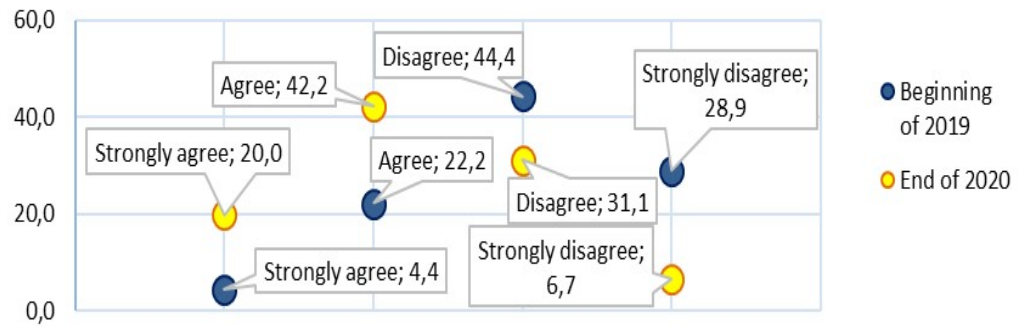 60,0
40,0
20,0
0,0
Strongly agree; 20,0
Agree; 42,2
Disagree; 44,4
Strongly disagree;
28,9
Strongly agree; 4,4
Agree; 22,2
Disagree; 31,1
Strongly disagree;
6,7
Beginning
of 2019
End of 2020